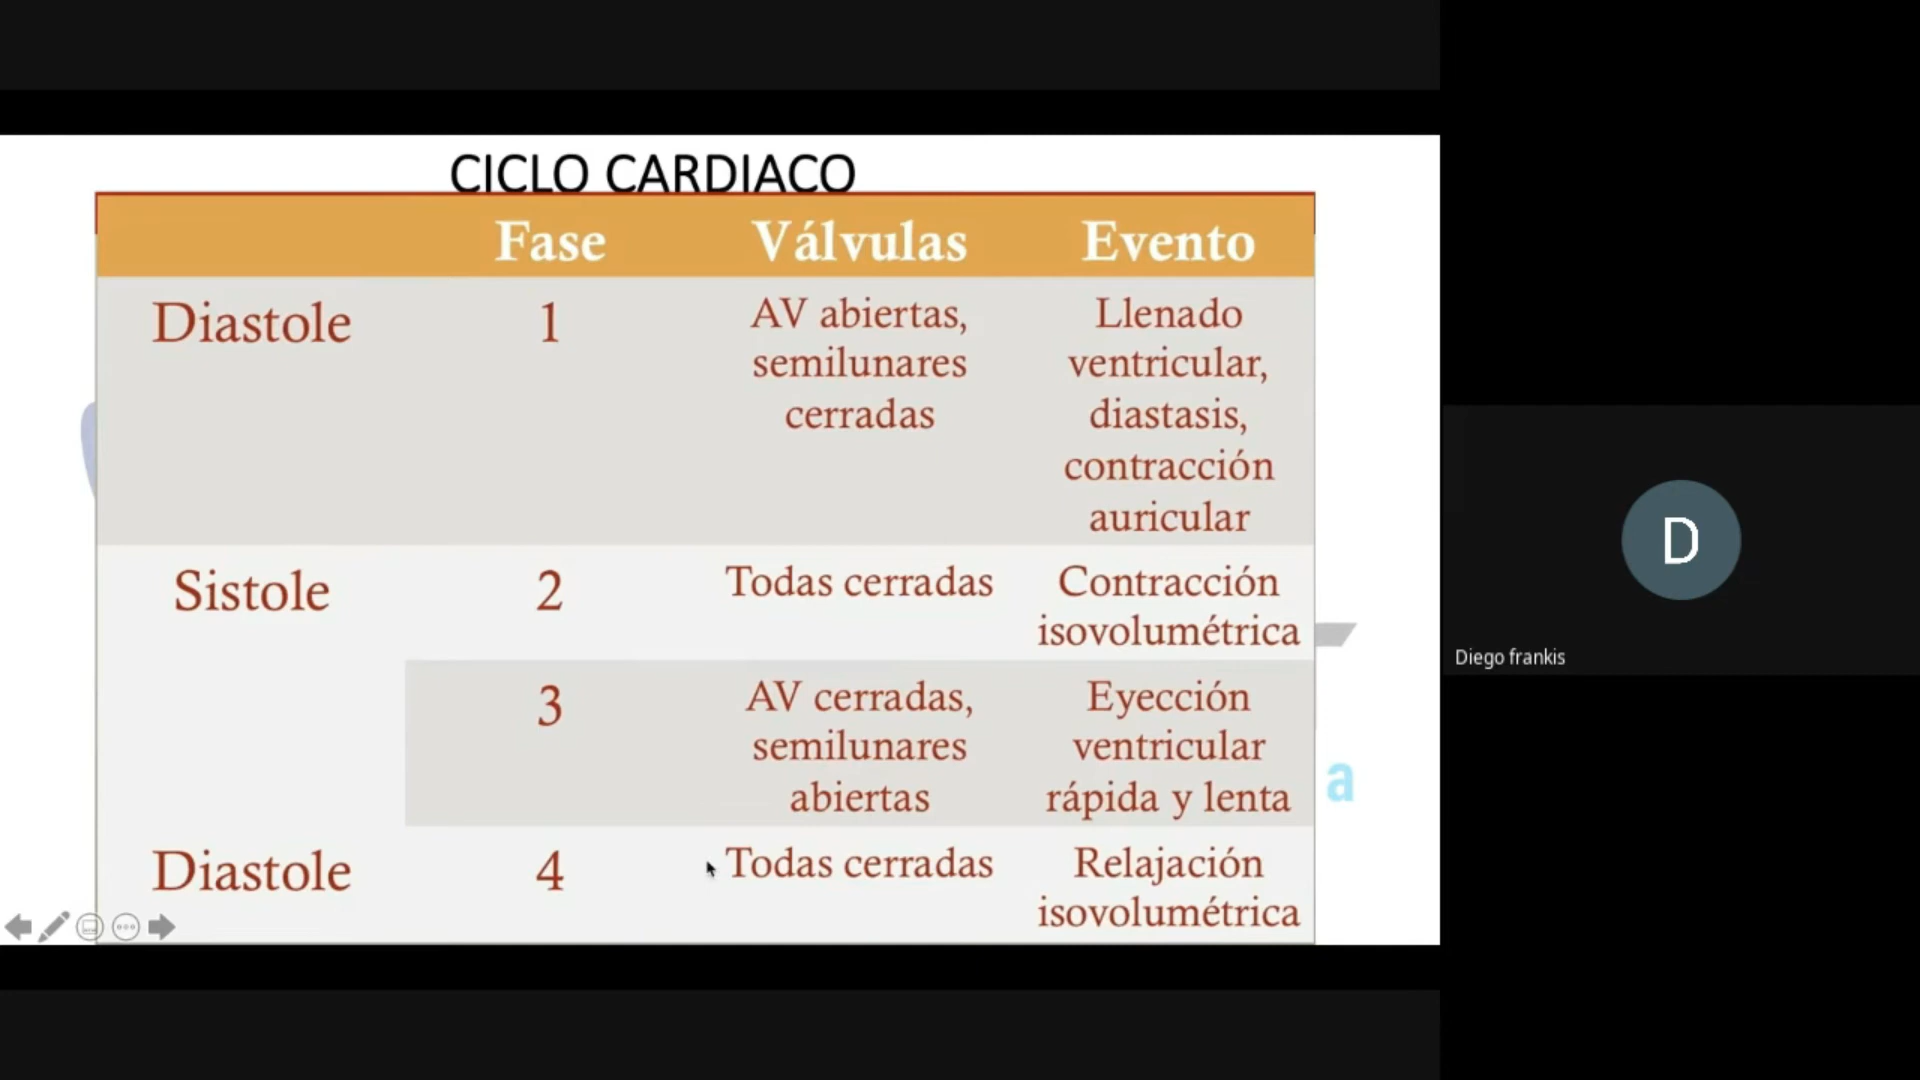 CICLO CARDIACO
Fase Válvulas Evento
Diastole 1 AV abiertas, Llenado
semilunares ventricular,
cerradas diastasis,
contracción
auricular
Sistole 2 Todas cerradas Contracción
isovolumétrica
3 AV cerradas, Eyección
semilunares ventricular
abiertas rápida y lenta
a
Diastole 4 Todas cerradas Relajación
isovolumétrica
D
Diego frankis